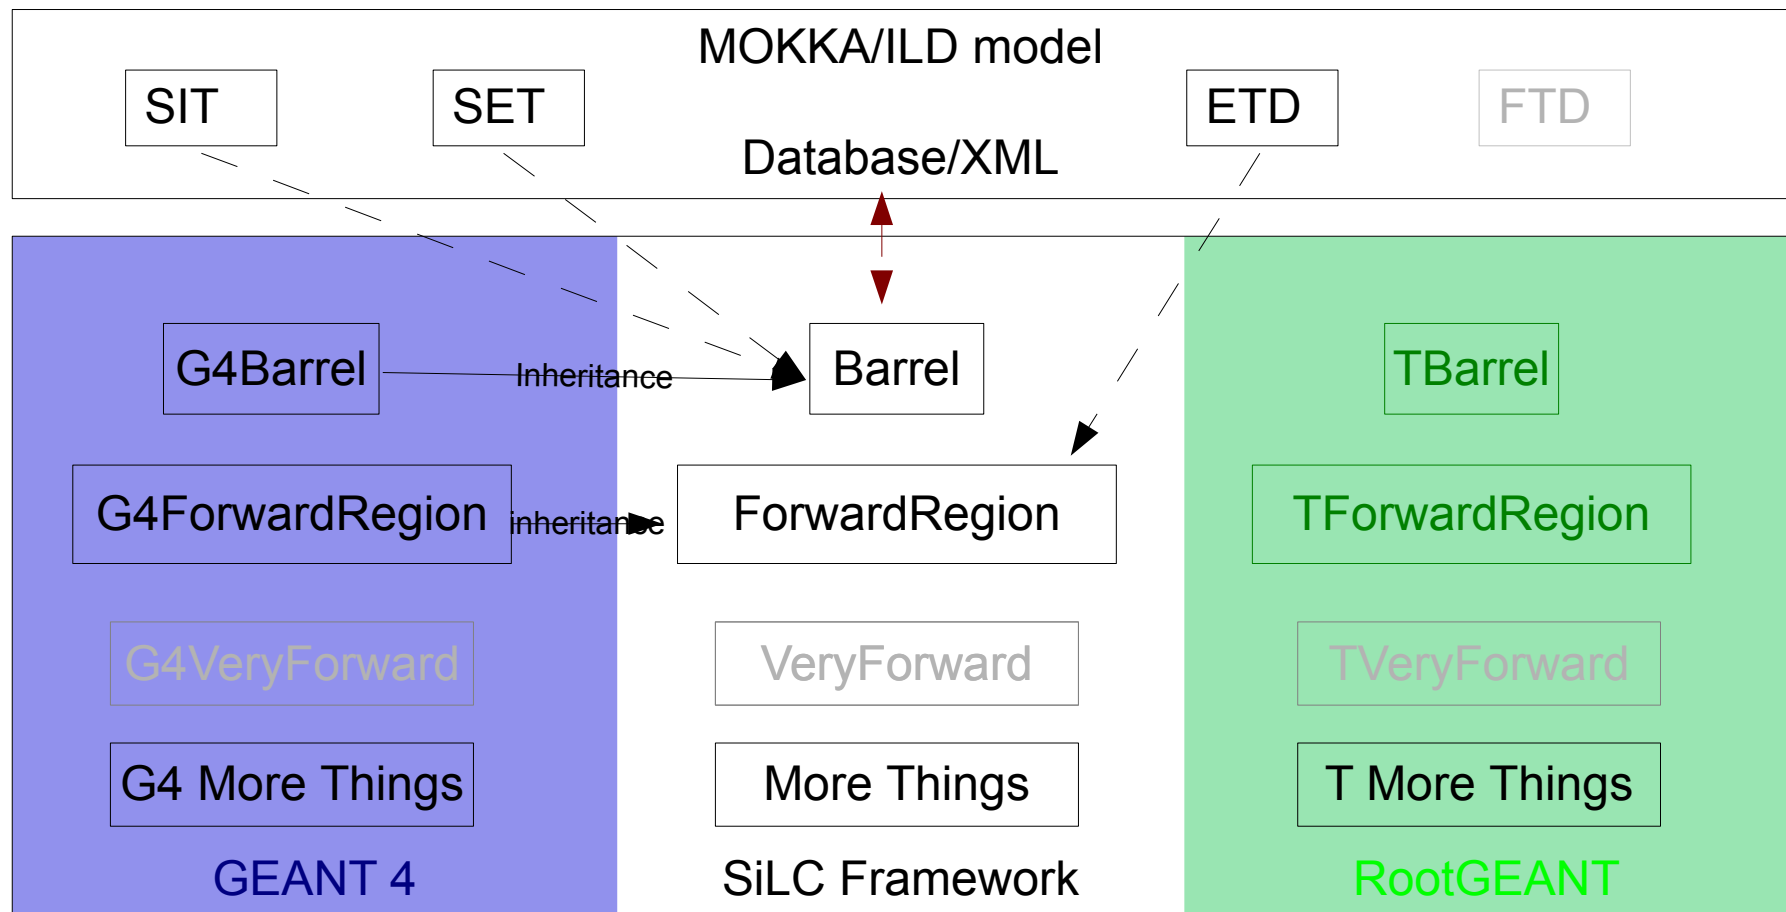 MOKKA/ILD model
SIT
SET
ETD
FTD
Database/XML
G4Barrel
Inheritance
Barrel
TBarrel
G4ForwardRegion
inheritance
ForwardRegion
TForwardRegion
G4VeryForward
VeryForward
TVeryForward
G4 More Things
More Things
T More Things
GEANT 4
SiLC Framework
RootGEANT